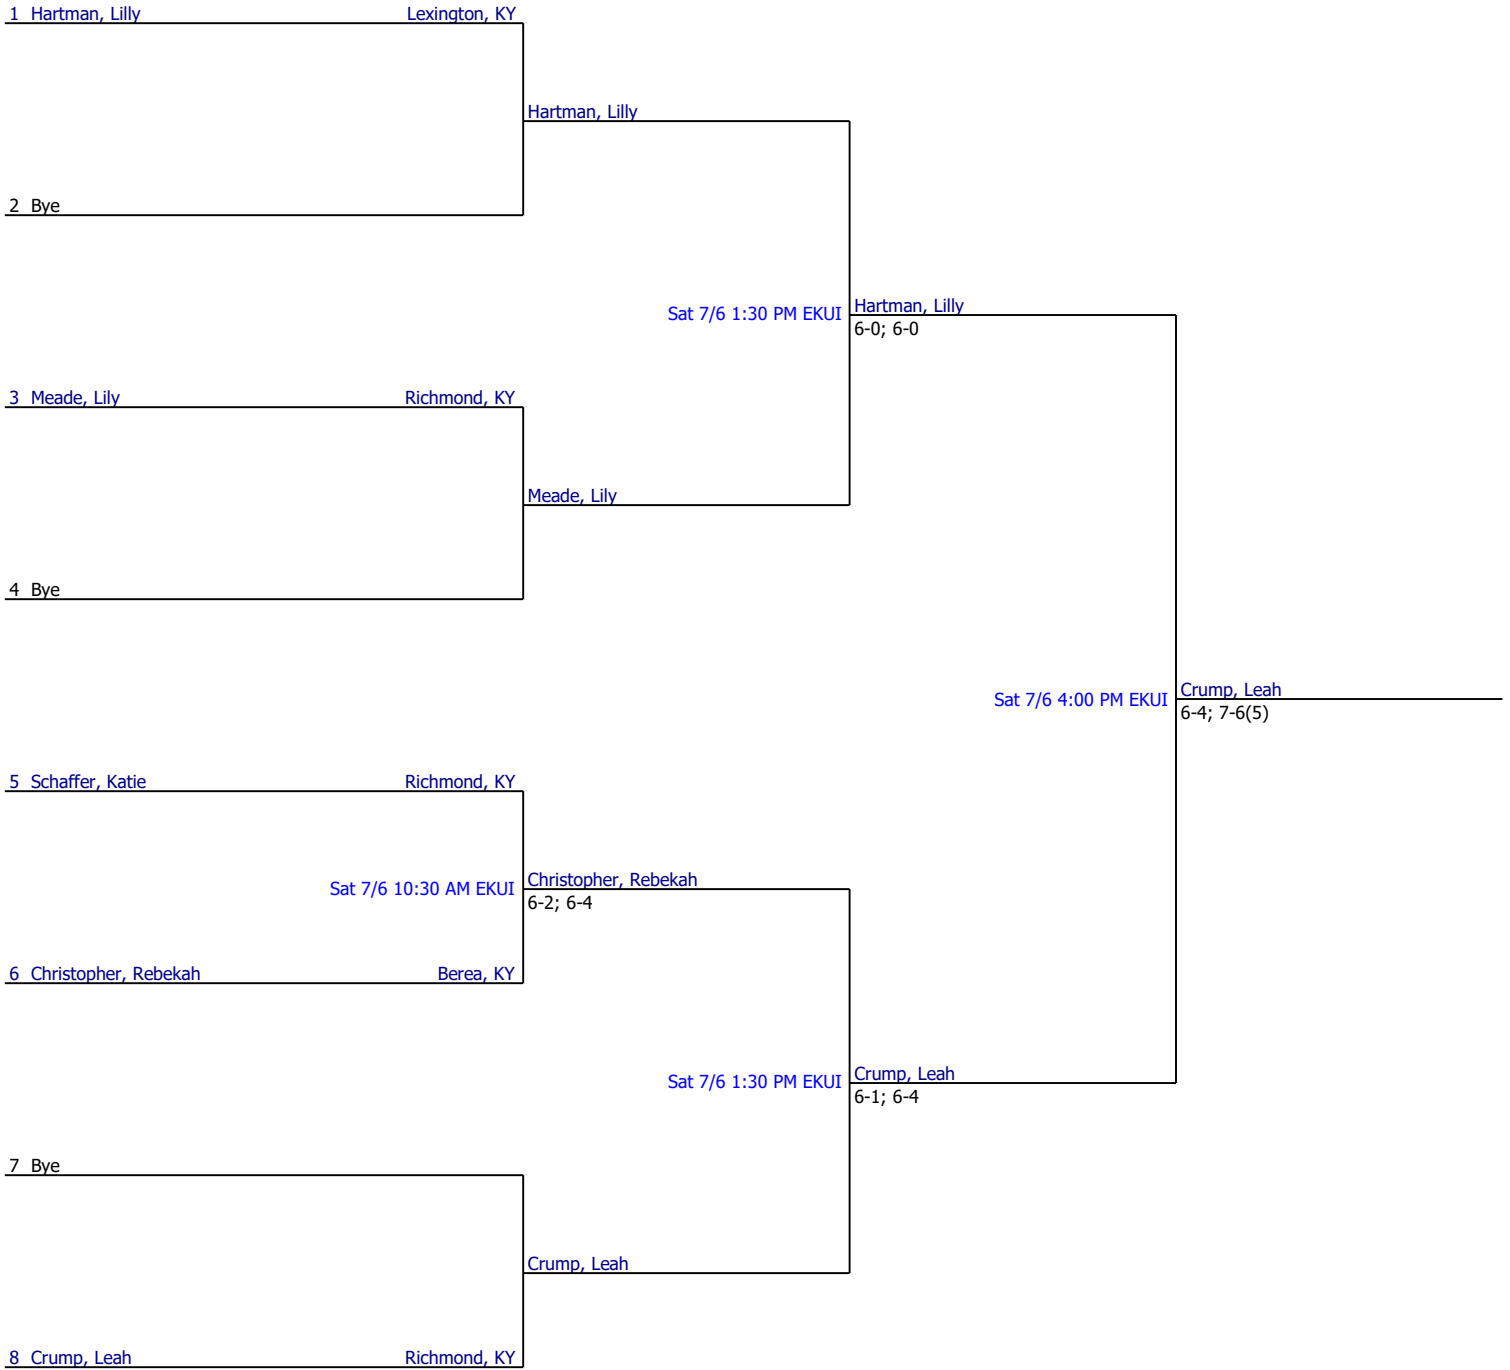 1 Hartman, Lilly Lexington, KY
Hartman, Lilly
2 Bye
Sat 7/6 1:30 PM EKUI
Hartman, Lilly
6-0; 6-0
3 Meade, Lily Richmond, KY
Meade, Lily
4 Bye
Sat 7/6 4:00 PM EKUI
Crump, Leah
6-4; 7-6(5)
5 Schaffer, Katie Richmond, KY
Sat 7/6 10:30 AM EKUI
Christopher, Rebekah
6-2; 6-4
6 Christopher, Rebekah Berea, KY
Sat 7/6 1:30 PM EKUI
Crump, Leah
6-1; 6-4
7 Bye
Crump, Leah
8 Crump, Leah Richmond, KY